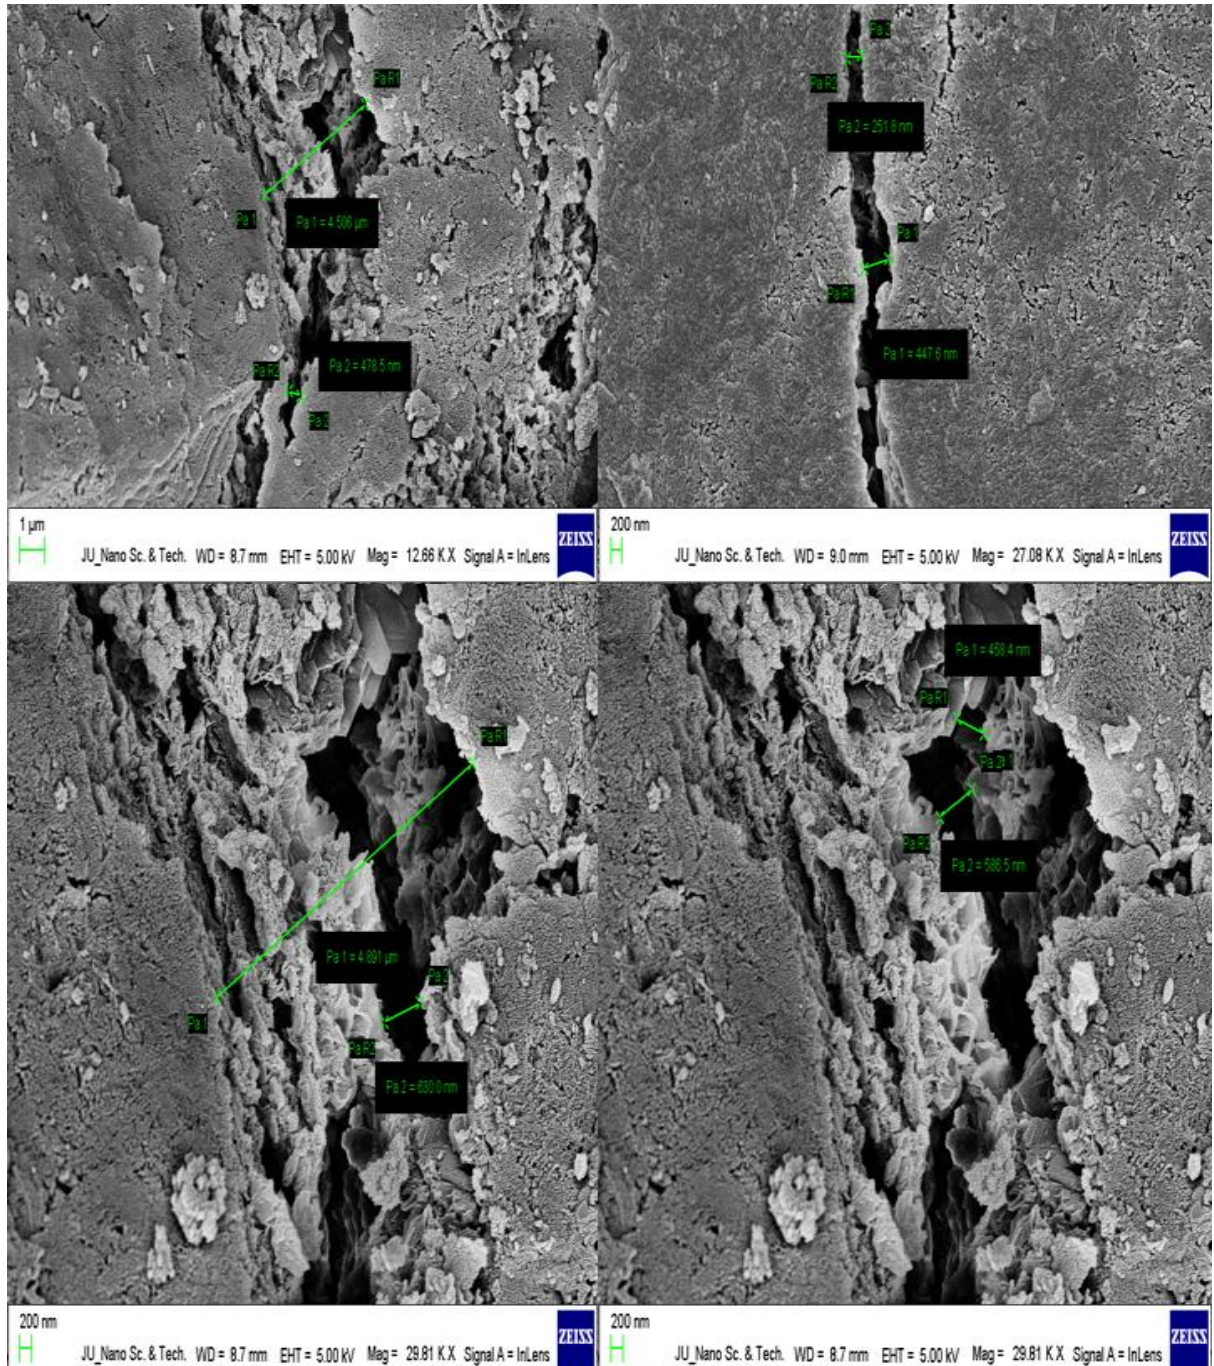 Pa R1
Pa 1
Pa 1 = 4.506 µm
Pa 2 = 478.5 nm
Pa R2
Pa 2
1 µm
JU_Nano Sc. & Tech. WD = 8.7 mm EHT = 5.00 kV Mag = 12.66 K X Signal A = InLens
ZEISS
Pa 2
Pa R2
Pa 2 = 251.8 nm
Pa 1
Pa R1
Pa 1 = 447.6 nm
200 nm
JU_Nano Sc. & Tech. WD = 9.0 mm EHT = 5.00 kV Mag = 27.08 K X Signal A = InLens
ZEISS
Pa R1
Pa 1 = 4.891 µm
Pa 2
Pa 1
Pa R2
Pa 2 = 630.0 nm
200 nm
JU_Nano Sc. & Tech. WD = 8.7 mm EHT = 5.00 kV Mag = 29.81 K X Signal A = InLens
ZEISS
Pa 1 = 458.4 nm
Pa R1
Pa R2
Pa 2 = 586.5 nm
200 nm
JU_Nano Sc. & Tech. WD = 8.7 mm EHT = 5.00 kV Mag = 29.81 K X Signal A = InLens
ZEISS